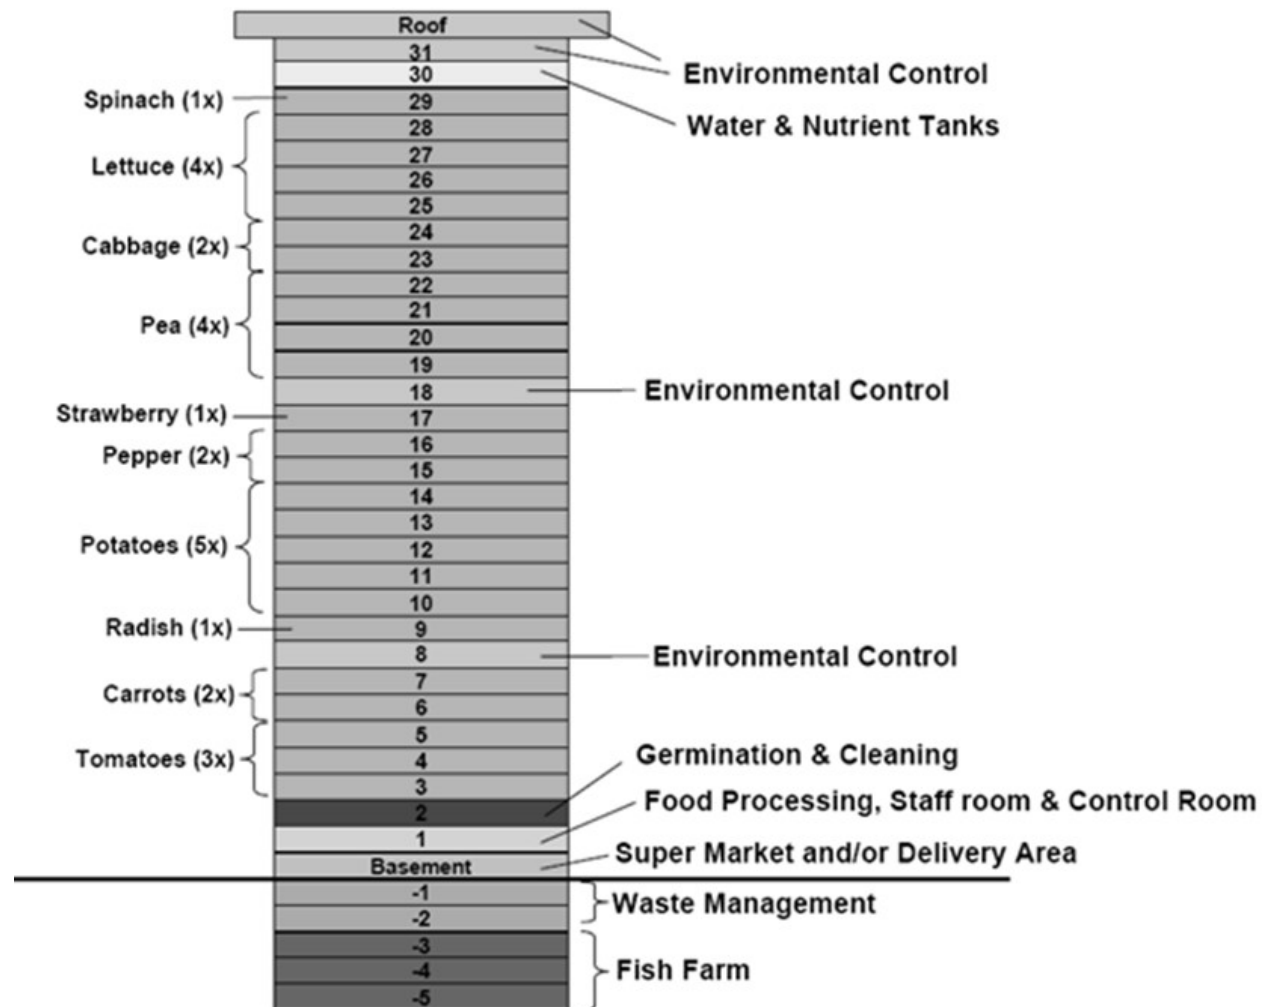 Roof
31
Environmental Control
30
Water & Nutrient Tanks
Spinach (1x)
29
28
Lettuce (4x)
27
26
25
24
Cabbage (2x)
23
22
21
Pea (4x)
20
19
18
Environmental Control
Strawberry (1x)
17
16
Pepper (2x)
15
14
13
Potatoes (5x)
12
11
10
Radish (1x)
9
8
Environmental Control
7
Carrots (2x)
6
5
Tomatoes (3x)
4
3
Germination & Cleaning
2
Food Processing, Staff room & Control Room
1
Super Market and/or Delivery Area
Basement
-1
Waste Management
-2
-3
Fish Farm
-4
-5